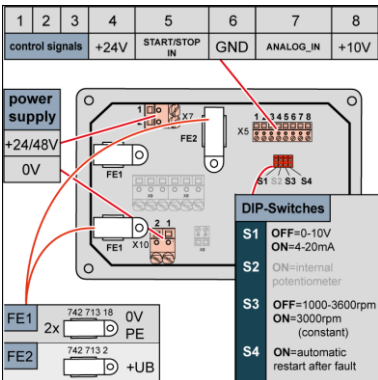 1 2 3 4 5 6 7 8
control signals +24V START/STOP IN GND ANALOG_IN +10V
power supply
+24/48V
0V
1
2
X7
FE2
1 2 3 4 5 6 7 8
X5
FE1
S1 S2 S3 S4
FE1
X10
2 1
DIP-Switches
S1 OFF=0-10V
ON=4-20mA
S2 ON=internal
potentiometer
S3 OFF=1000-3600rpm
ON=3000rpm
(constant)
S4 ON=automatic
restart after fault
FE1 2x 742 713 18 0V
PE
FE2 742 713 2 +UB